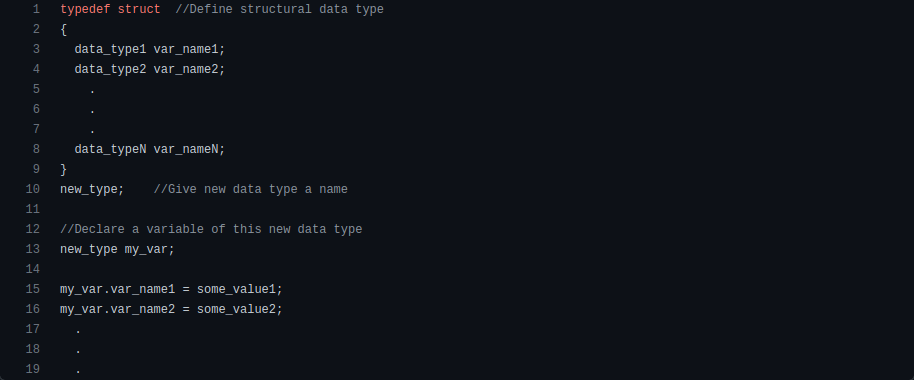 1 typedef struct  //Define structural data type
2 {
3   data_type1 var_name1;
4   data_type2 var_name2;
5     .
6     .
7     .
8   data_typeN var_nameN;
9 }
10 new_type;    //Give new data type a name
11
12 //Declare a variable of this new data type
13 new_type my_var;
14
15 my_var.var_name1 = some_value1;
16 my_var.var_name2 = some_value2;
17   .
18   .
19   .